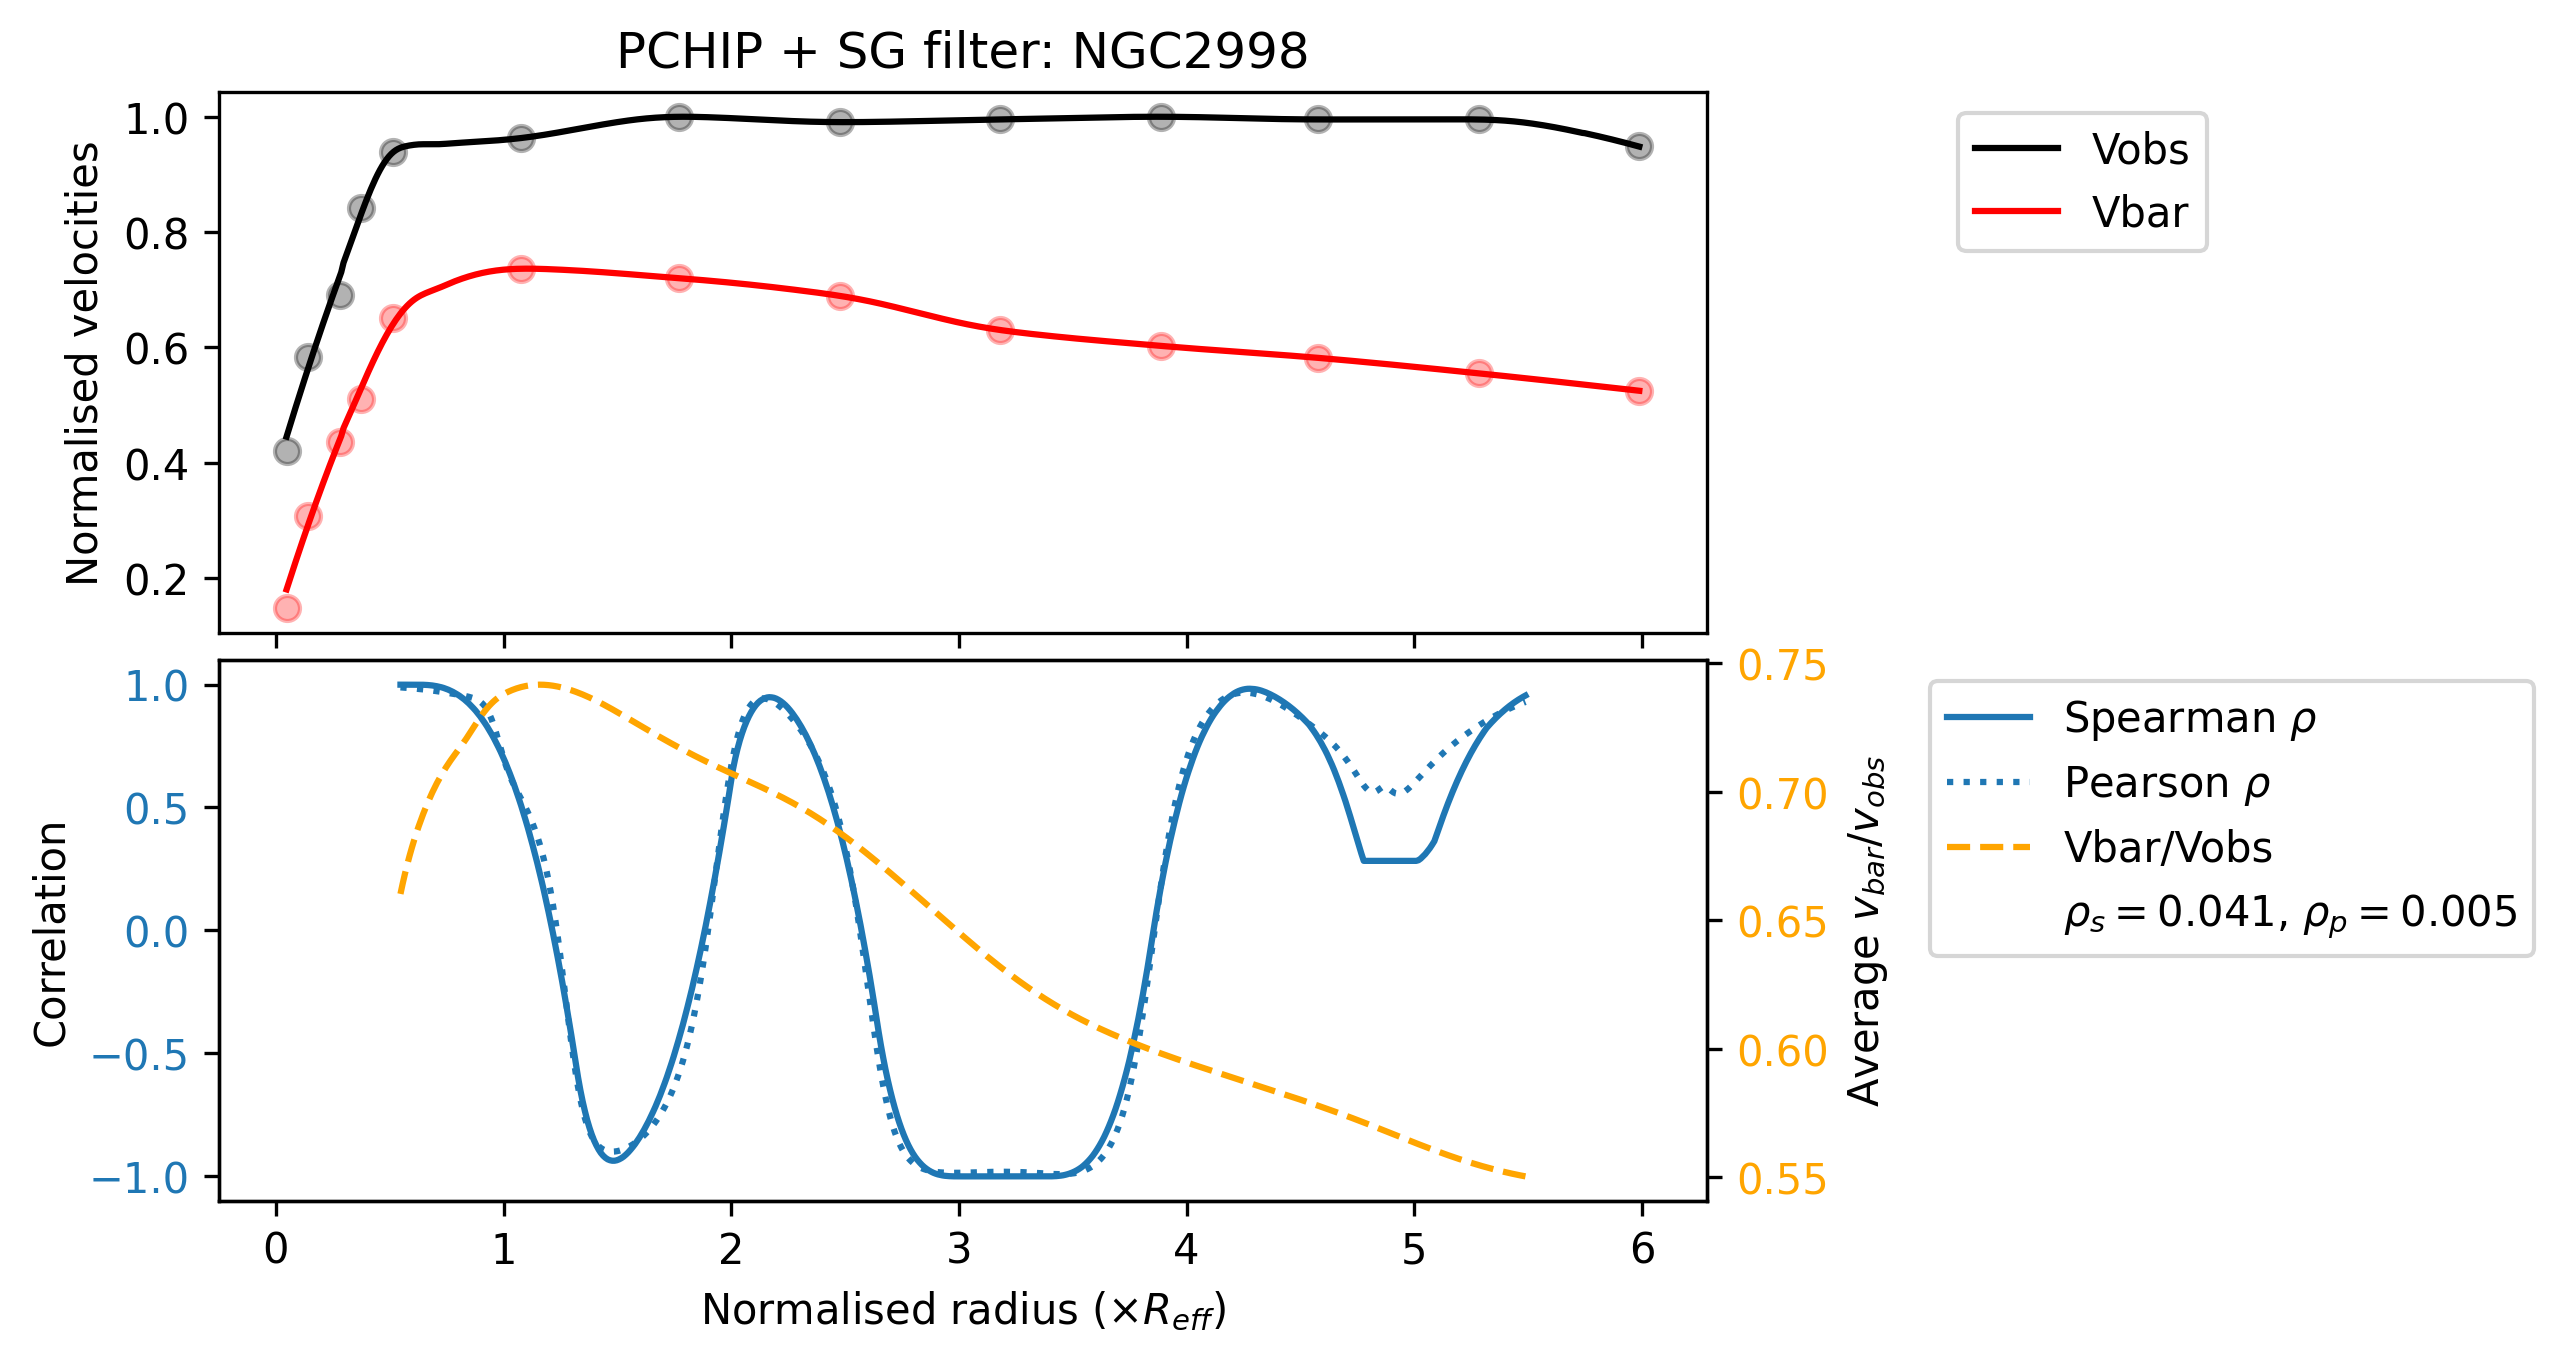 PCHIP + SG filter: NGC2998
Normalised velocities
1.0
0.8
0.6
0.4
0.2
Vobs
Vbar
Correlation
1.0
0.5
0.0
−0.5
−1.0
0.75
0.70
0.65
0.60
0.55
Average v_bar/v_obs
Spearman ρ
Pearson ρ
Vbar/Vobs
ρ_s = 0.041, ρ_p = 0.005
0 1 2 3 4 5 6
Normalised radius (×R_eff)